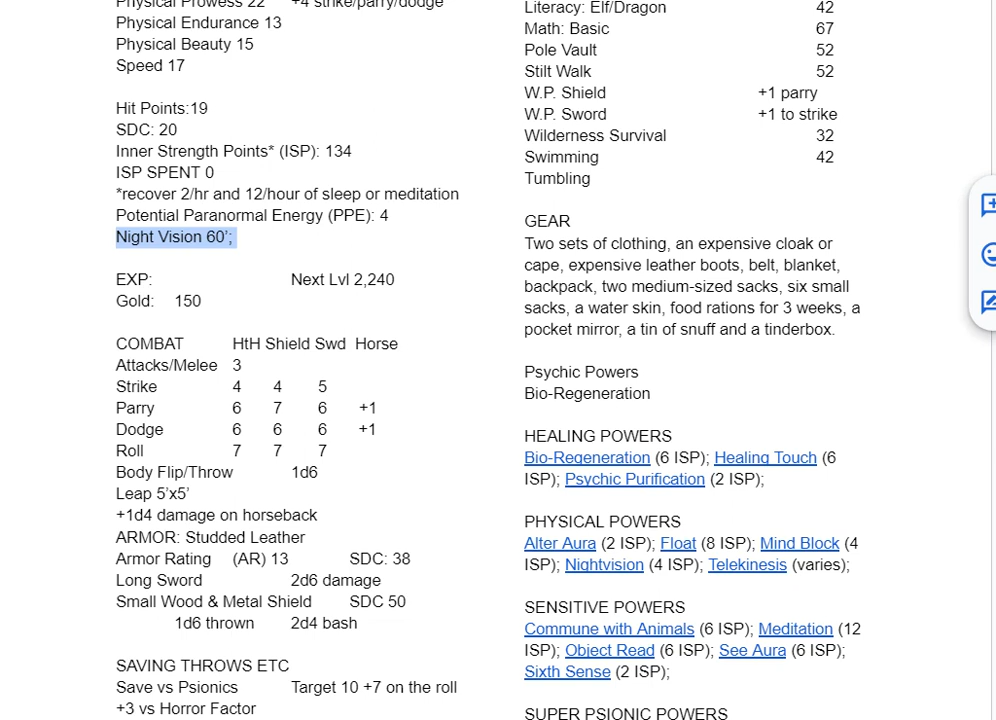 Physical Prowess 22 +4 strike/parry/dodge
Physical Endurance 13
Physical Beauty 15
Speed 17
Hit Points:19
SDC: 20
Inner Strength Points* (ISP): 134
ISP SPENT 0
*recover 2/hr and 12/hour of sleep or meditation
Potential Paranormal Energy (PPE): 4
Night Vision 60’;
EXP: Next Lvl 2,240
Gold: 150
COMBAT HtH Shield Swd Horse
Attacks/Melee 3
Strike 4 4 5
Parry 6 7 6 +1
Dodge 6 6 6 +1
Roll 7 7 7
Body Flip/Throw 1d6
Leap 5’x5’
+1d4 damage on horseback
ARMOR: Studded Leather
Armor Rating (AR) 13 SDC: 38
Long Sword 2d6 damage
Small Wood & Metal Shield SDC 50
1d6 thrown 2d4 bash
SAVING THROWS ETC
Save vs Psionics Target 10 +7 on the roll
+3 vs Horror Factor
Literacy: Elf/Dragon 42
Math: Basic 67
Pole Vault 52
Stilt Walk 52
W.P. Shield +1 parry
W.P. Sword +1 to strike
Wilderness Survival 32
Swimming 42
Tumbling
GEAR
Two sets of clothing, an expensive cloak or
cape, expensive leather boots, belt, blanket,
backpack, two medium-sized sacks, six small
sacks, a water skin, food rations for 3 weeks, a
pocket mirror, a tin of snuff and a tinderbox.
Psychic Powers
Bio-Regeneration
HEALING POWERS
Bio-Regeneration (6 ISP); Healing Touch (6
ISP); Psychic Purification (2 ISP);
PHYSICAL POWERS
Alter Aura (2 ISP); Float (8 ISP); Mind Block (4
ISP); Nightvision (4 ISP); Telekinesis (varies);
SENSITIVE POWERS
Commune with Animals (6 ISP); Meditation (12
ISP); Object Read (6 ISP); See Aura (6 ISP);
Sixth Sense (2 ISP);
SUPER PSIONIC POWERS